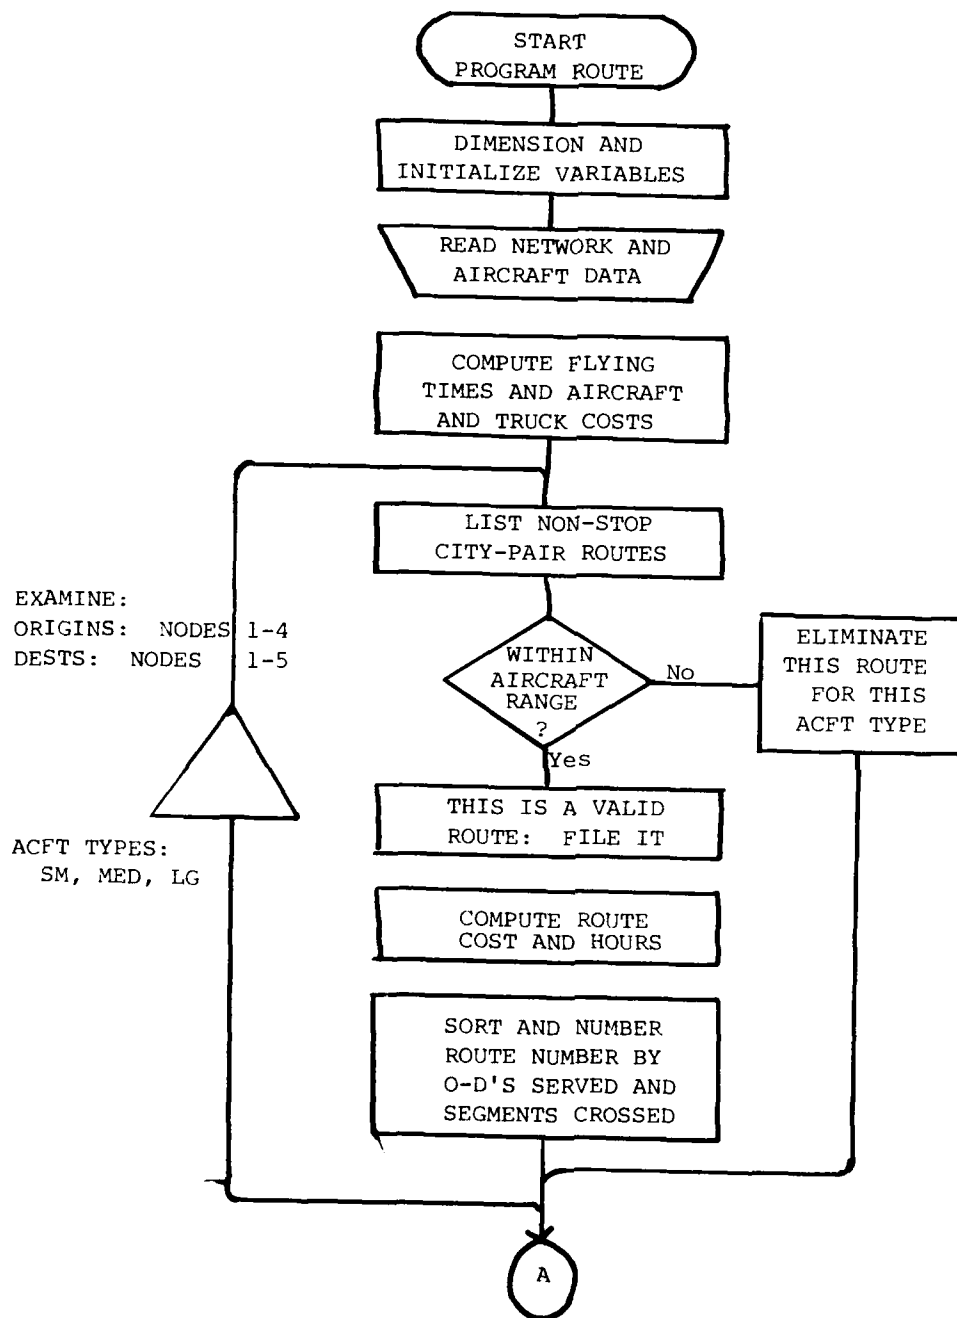 START
PROGRAM ROUTE
DIMENSION AND
INITIALIZE VARIABLES
READ NETWORK AND
AIRCRAFT DATA
COMPUTE FLYING
TIMES AND AIRCRAFT
AND TRUCK COSTS
LIST NON-STOP
CITY-PAIR ROUTES
EXAMINE:
ORIGINS: NODES 1-4
DESTS: NODES 1-5
WITHIN
AIRCRAFT
RANGE
?
No
Yes
ELIMINATE
THIS ROUTE
FOR THIS
ACFT TYPE
THIS IS A VALID
ROUTE: FILE IT
ACFT TYPES:
SM, MED, LG
COMPUTE ROUTE
COST AND HOURS
SORT AND NUMBER
ROUTE NUMBER BY
O-D'S SERVED AND
SEGMENTS CROSSED
A